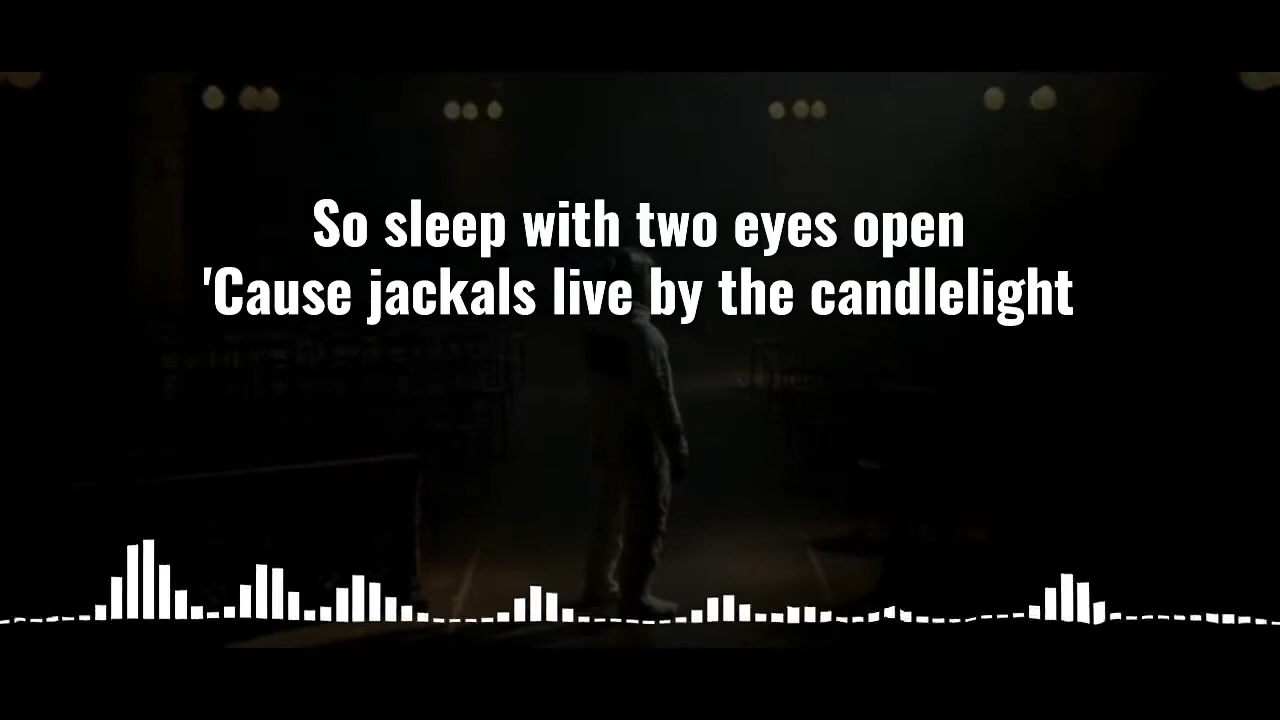 So sleep with two eyes open
'Cause jackals live by the candlelight